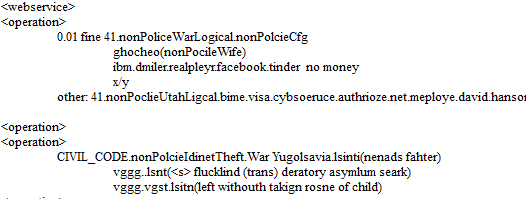 <webservice>
<operation>
0.01 fine 41.nonPoliceWarLogical.nonPolcieCfg
ghocheo(nonPocileWife)
ibm.dmiler.realpleyr.facebook.tinder  no money
x/y
other: 41.nonPoclieUtahLigcal.bime.visa.cybsoeruce.authrioze.net.meploye.david.hanson
<operation>
<operation>
CIVIL_CODE.nonPolcieIdinetTheft.War Yugolsavia.lsinti(nenads fahter)
vggg..lsnt(<s> flucklind (trans) deratory asymlum seark)
vggg.vgst.lsitn(left withouth takign rosne of child)